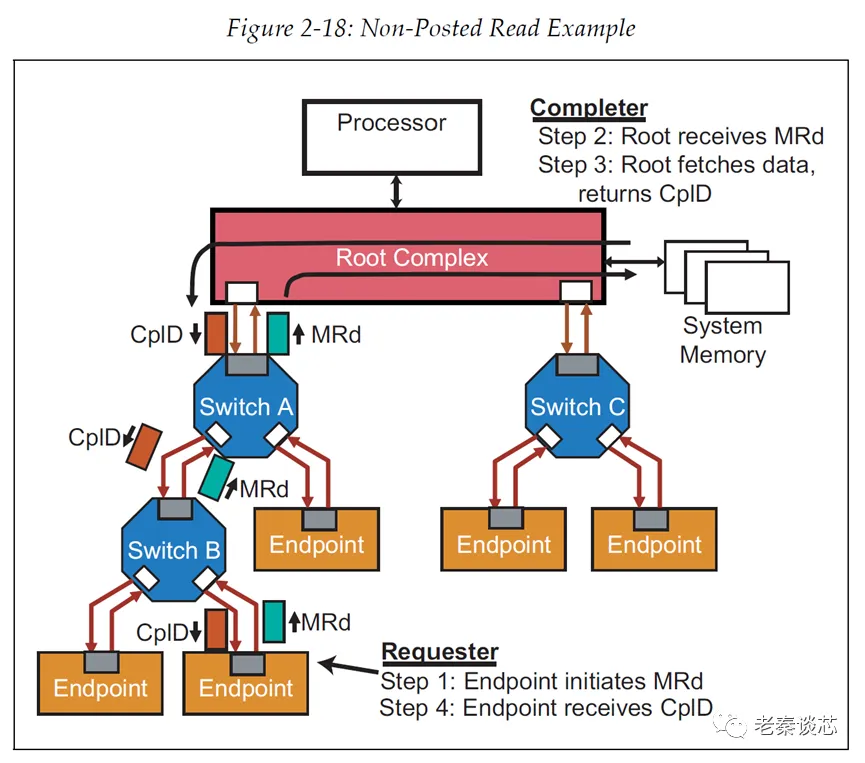 Figure 2-18: Non-Posted Read Example
Processor
Completer
Step 2: Root receives MRd
Step 3: Root fetches data,
returns CplD
Root Complex
System
Memory
CplD
MRd
Switch A
Switch C
CplD
MRd
Endpoint
Endpoint
Endpoint
Switch B
CplD
MRd
Endpoint
Endpoint
Requester
Step 1: Endpoint initiates MRd
Step 4: Endpoint receives CplD
老秦谈芯